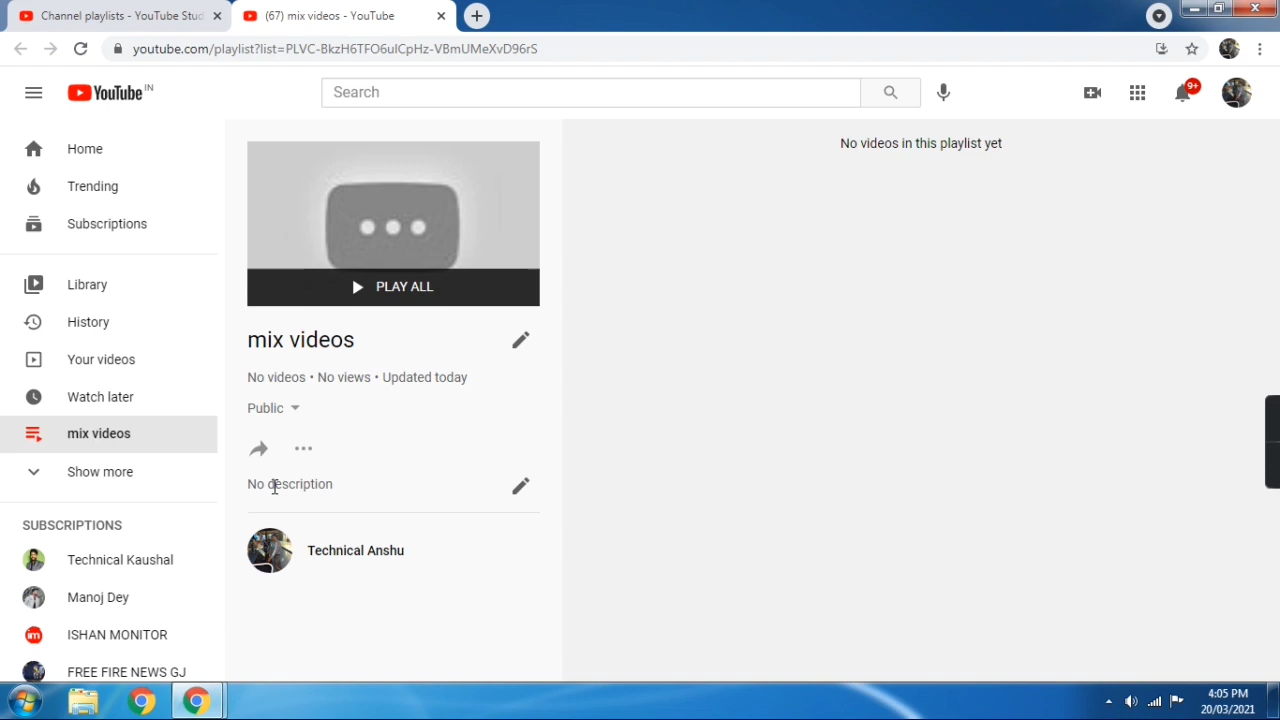 Channel playlists - YouTube Stud
(67) mix videos - YouTube
youtube.com/playlist?list=PLVC-BkzH6TFO6ulCpHz-VBmUMeXvD96rS
YouTube IN
Search
9+
Home
Trending
Subscriptions
Library
History
Your videos
Watch later
mix videos
Show more
SUBSCRIPTIONS
Technical Kaushal
Manoj Dey
im
ISHAN MONITOR
FREE FIRE NEWS GJ
PLAY ALL
mix videos
No videos • No views • Updated today
Public
No description
Technical Anshu
No videos in this playlist yet
4:05 PM
20/03/2021